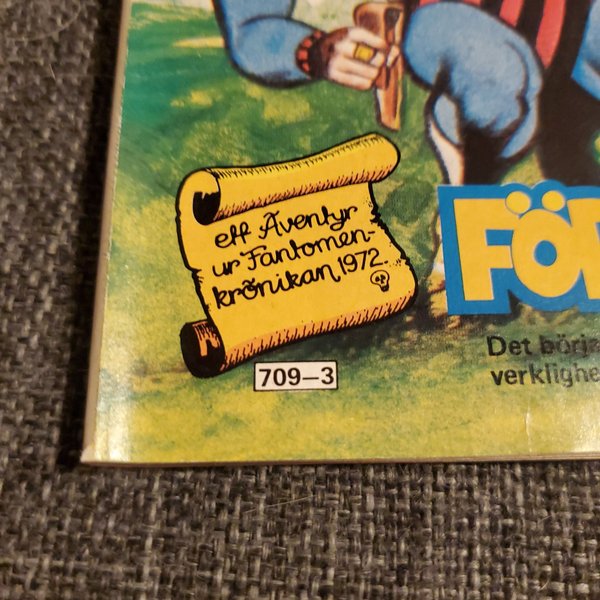 ett Äventyr
ur Fantomen-
krönikan 1972.
709-3
FÖ
Det börja
verklighe